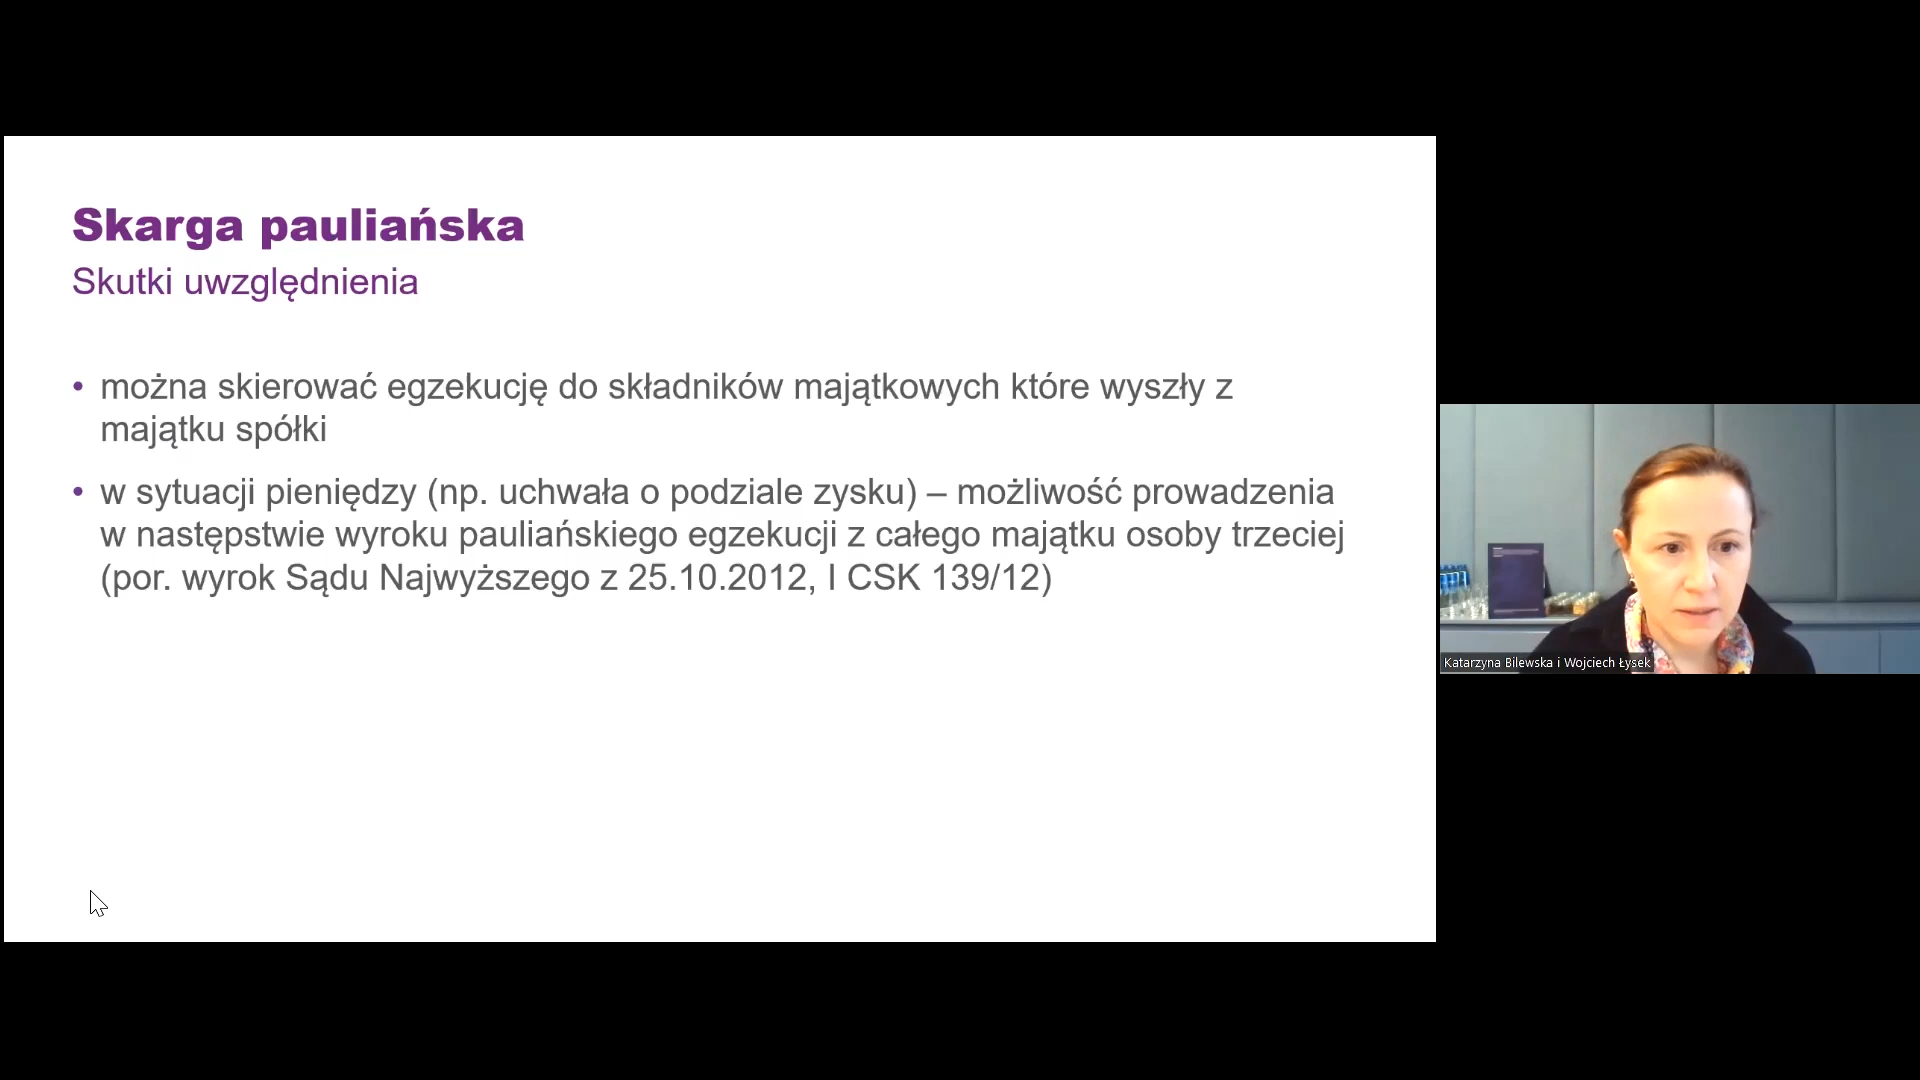 Skarga pauliańska
Skutki uwzględnienia
• można skierować egzekucję do składników majątkowych które wyszły z
majątku spółki
• w sytuacji pieniędzy (np. uchwała o podziale zysku) – możliwość prowadzenia
w następstwie wyroku pauliańskiego egzekucji z całego majątku osoby trzeciej
(por. wyrok Sądu Najwyższego z 25.10.2012, I CSK 139/12)
Katarzyna Bilewska i Wojciech Łysek